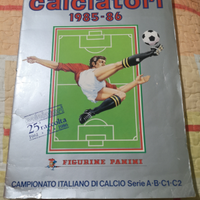 calciatori
1985-86
25ª raccolta
FIGURINE PANINI
CAMPIONATO ITALIANO DI CALCIO Serie A-B-C1-C2